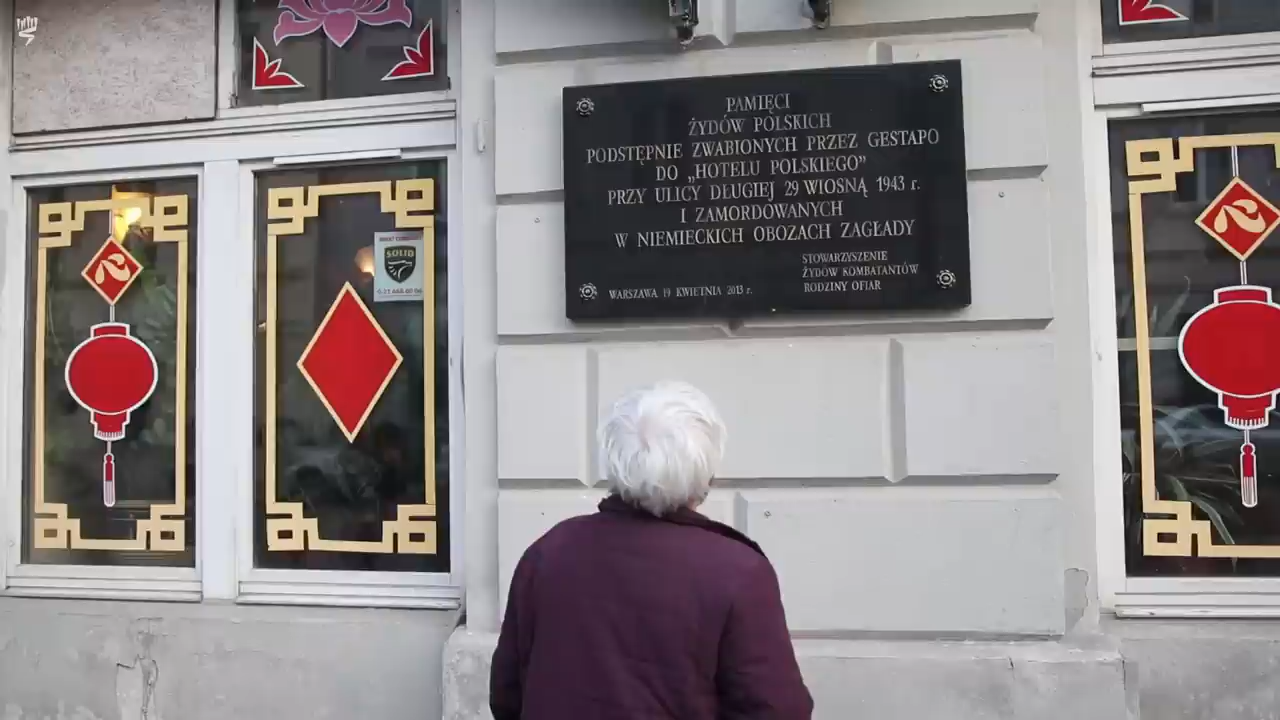 PAMIĘCI
ŻYDÓW POLSKICH
PODSTĘPNIE ZWABIONYCH PRZEZ GESTAPO
DO „HOTELU POLSKIEGO”
PRZY ULICY DŁUGIEJ 29 WIOSNĄ 1943 r.
I ZAMORDOWANYCH
W NIEMIECKICH OBOZACH ZAGŁADY
STOWARZYSZENIE
ŻYDÓW KOMBATANTÓW
RODZINY OFIAR
WARSZAWA 19 KWIETNIA 2013 r.
SOLID